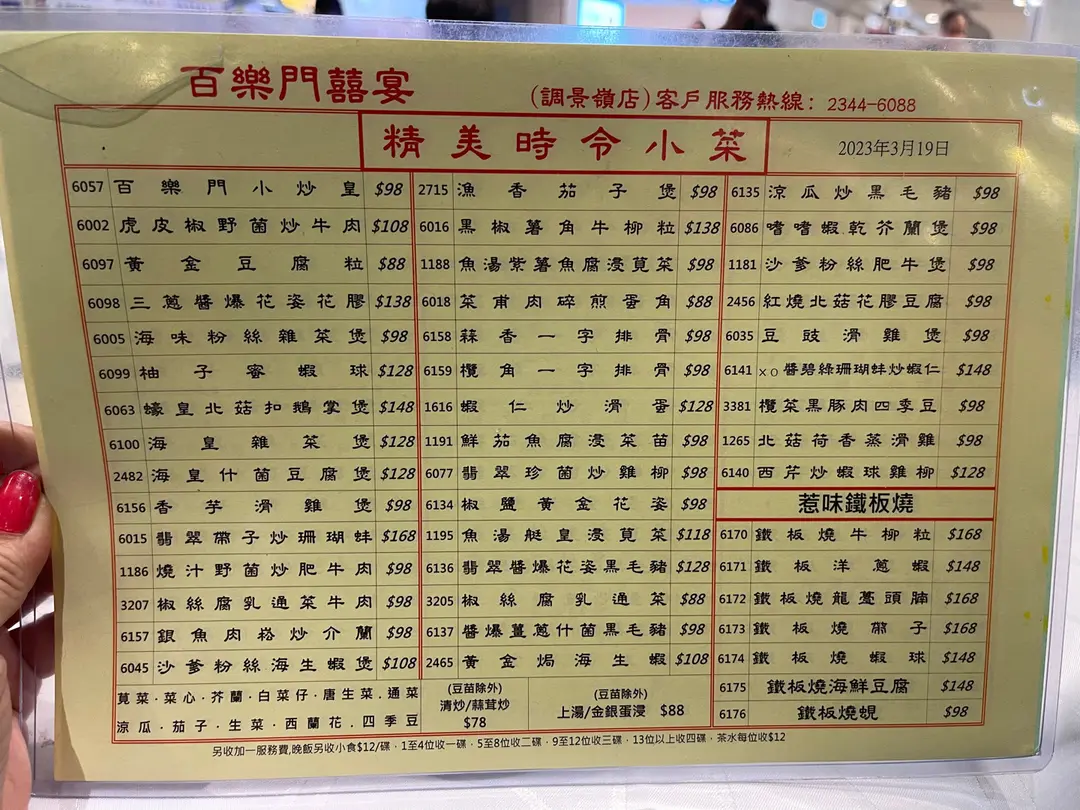 百樂門囍宴
(調景嶺店)客戶服務熱線：2344-6088
精美時令小菜
2023年3月19日
6057 百樂門小炒皇 $98
6002 虎皮椒野菌炒牛肉 $108
6097 黃金豆腐粒 $88
6098 三蔥醬爆花姿花膠 $138
6005 海味粉絲雜菜煲 $98
6099 柚子蜜蝦球 $128
6063 蠔皇北菇扣鵝掌煲 $148
6100 海皇雜菜煲 $128
2482 海皇什菌豆腐煲 $128
6156 香芋滑雞煲 $98
6015 翡翠帶子炒珊瑚蚌 $168
1186 燒汁野菌炒肥牛肉 $98
3207 椒絲腐乳通菜牛肉 $98
6157 銀魚肉崧炒介蘭 $98
6045 沙爹粉絲海生蝦煲 $108
莧菜．菜心．芥蘭．白菜仔．唐生菜．通菜
涼瓜．茄子．生菜．西蘭花．四季豆
2715 漁香茄子煲 $98
6016 黑椒薯角牛柳粒 $138
1188 魚湯紫薯魚腐浸莧菜 $98
6018 菜甫肉碎煎蛋角 $88
6158 蒜香一字排骨 $98
6159 欖角一字排骨 $98
1616 蝦仁炒滑蛋 $128
1191 鮮茄魚腐浸菜苗 $98
6077 翡翠珍菌炒雞柳 $98
6134 椒鹽黃金花姿 $98
1195 魚湯艇皇浸莧菜 $118
6136 翡翠醬爆花姿黑毛豬 $128
3205 椒絲腐乳通菜 $88
6137 醬爆薑蔥什菌黑毛豬 $98
2465 黃金焗海生蝦 $108
(豆苗除外)
清炒/蒜茸炒
$78
(豆苗除外)
上湯/金銀蛋浸 $88
6135 涼瓜炒黑毛豬 $98
6086 嗜嗜蝦乾芥蘭煲 $98
1181 沙爹粉絲肥牛煲 $98
2456 紅燒北菇花膠豆腐 $98
6035 豆豉滑雞煲 $98
6141 xo醬碧綠珊瑚蚌炒蝦仁 $148
3381 欖菜黑豚肉四季豆 $98
1265 北菇荷香蒸滑雞 $98
6140 西芹炒蝦球雞柳 $128
惹味鐵板燒
6170 鐵板燒牛柳粒 $168
6171 鐵板洋蔥蝦 $148
6172 鐵板燒龍躉頭腩 $168
6173 鐵板燒帶子 $168
6174 鐵板燒蝦球 $148
6175 鐵板燒海鮮豆腐 $148
6176 鐵板燒蜆 $98
另收加一服務費,晚飯另收小食$12/碟．1至4位收一碟．5至8位收二碟．9至12位收三碟．13位以上收四碟．茶水每位收$12